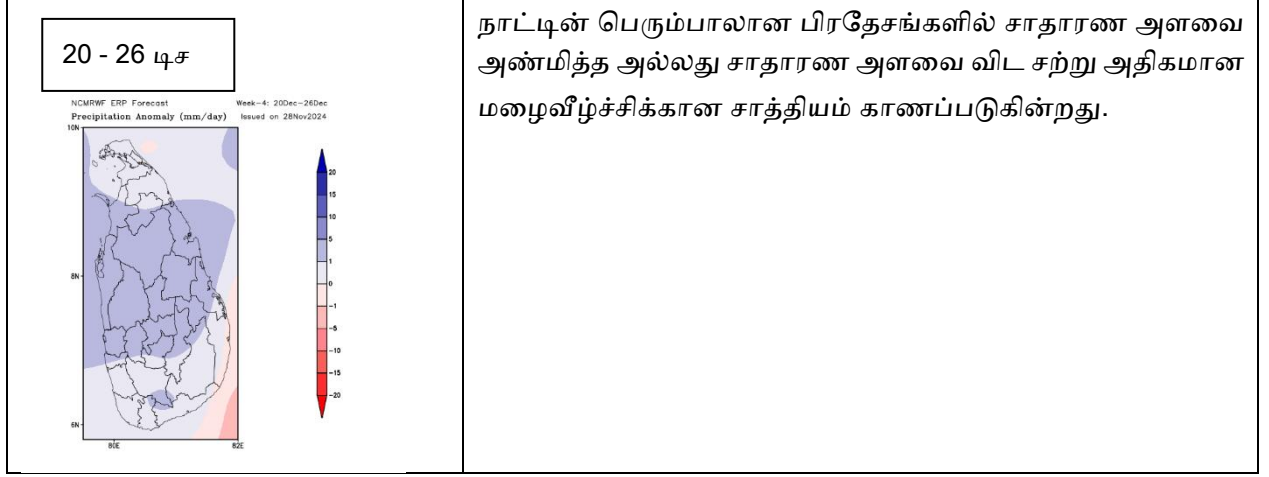 20 - 26 டிச
NCMRWF ERP Forecast Week-4: 20Dec-26Dec
Precipitation Anomaly (mm/day) Issued on 28Nov2024
10N
8N
6N
80E 82E
20
15
10
5
1
0
-1
-5
-10
-15
-20
நாட்டின் பெரும்பாலான பிரதேசங்களில் சாதாரண அளவை
அண்மித்த அல்லது சாதாரண அளவை விட சற்று அதிகமான
மழைவீழ்ச்சிக்கான சாத்தியம் காணப்படுகின்றது.